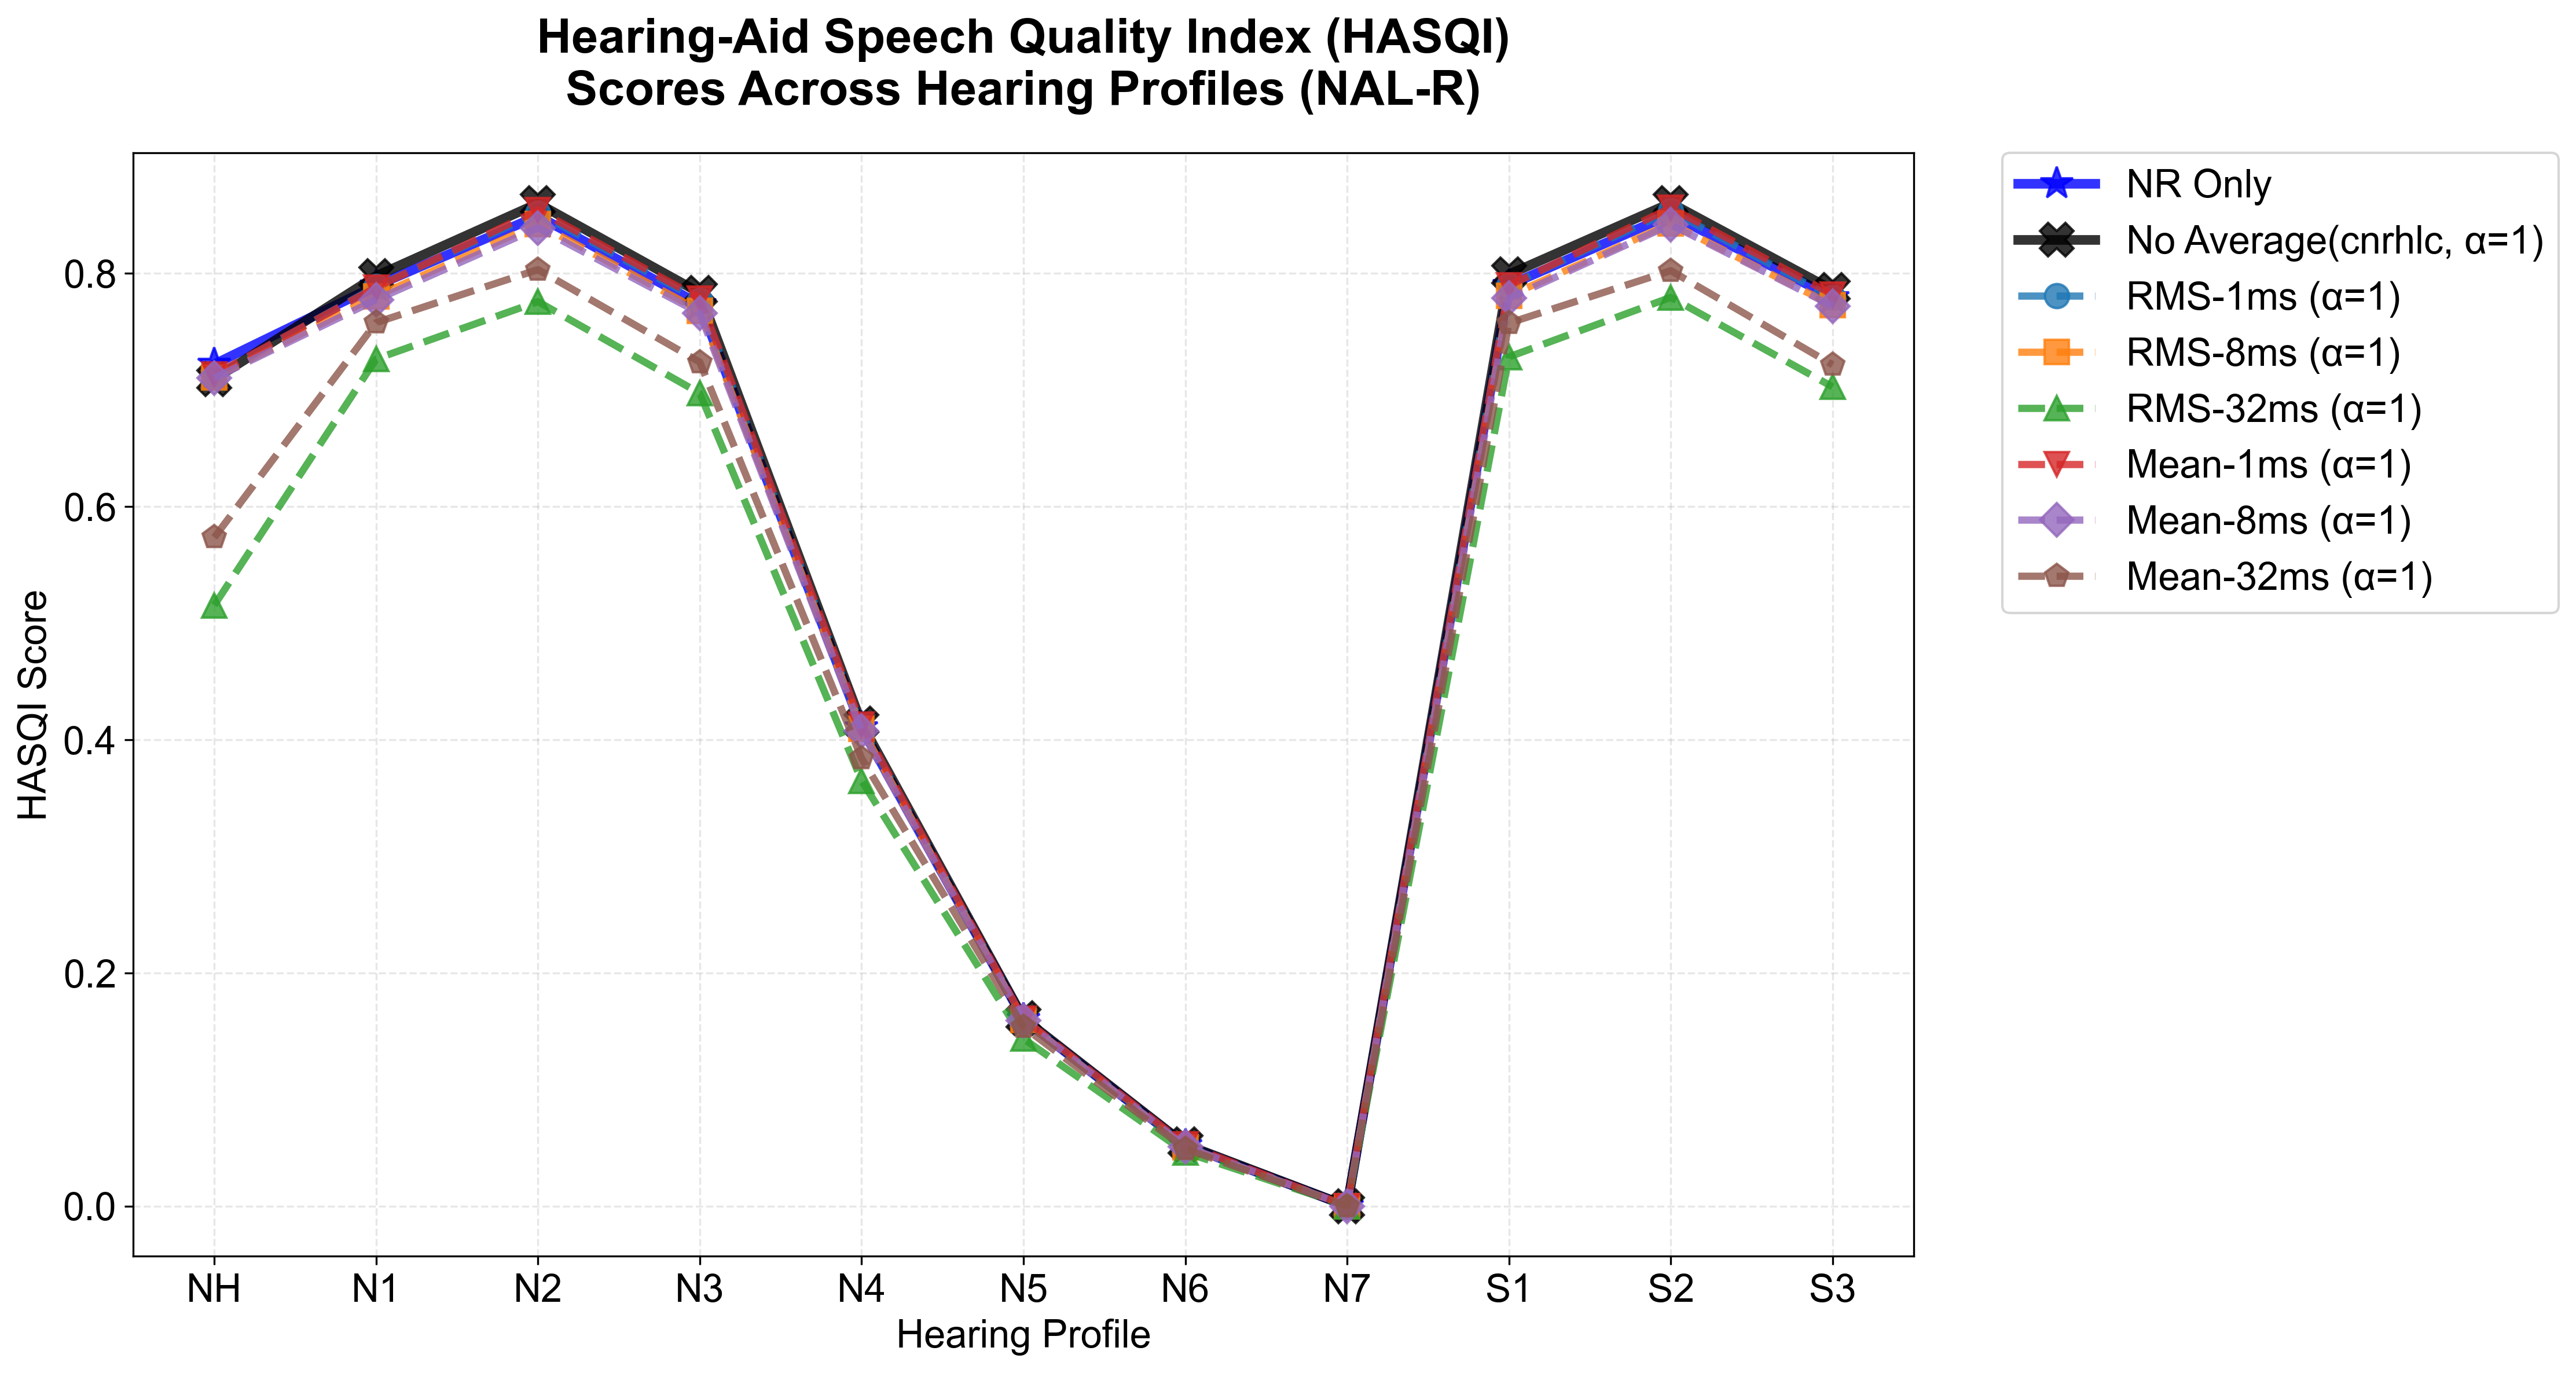 Hearing-Aid Speech Quality Index (HASQI)
Scores Across Hearing Profiles (NAL-R)
HASQI Score
0.8
0.6
0.4
0.2
0.0
NH N1 N2 N3 N4 N5 N6 N7 S1 S2 S3
Hearing Profile
NR Only
No Average(cnrhlc, α=1)
RMS-1ms (α=1)
RMS-8ms (α=1)
RMS-32ms (α=1)
Mean-1ms (α=1)
Mean-8ms (α=1)
Mean-32ms (α=1)